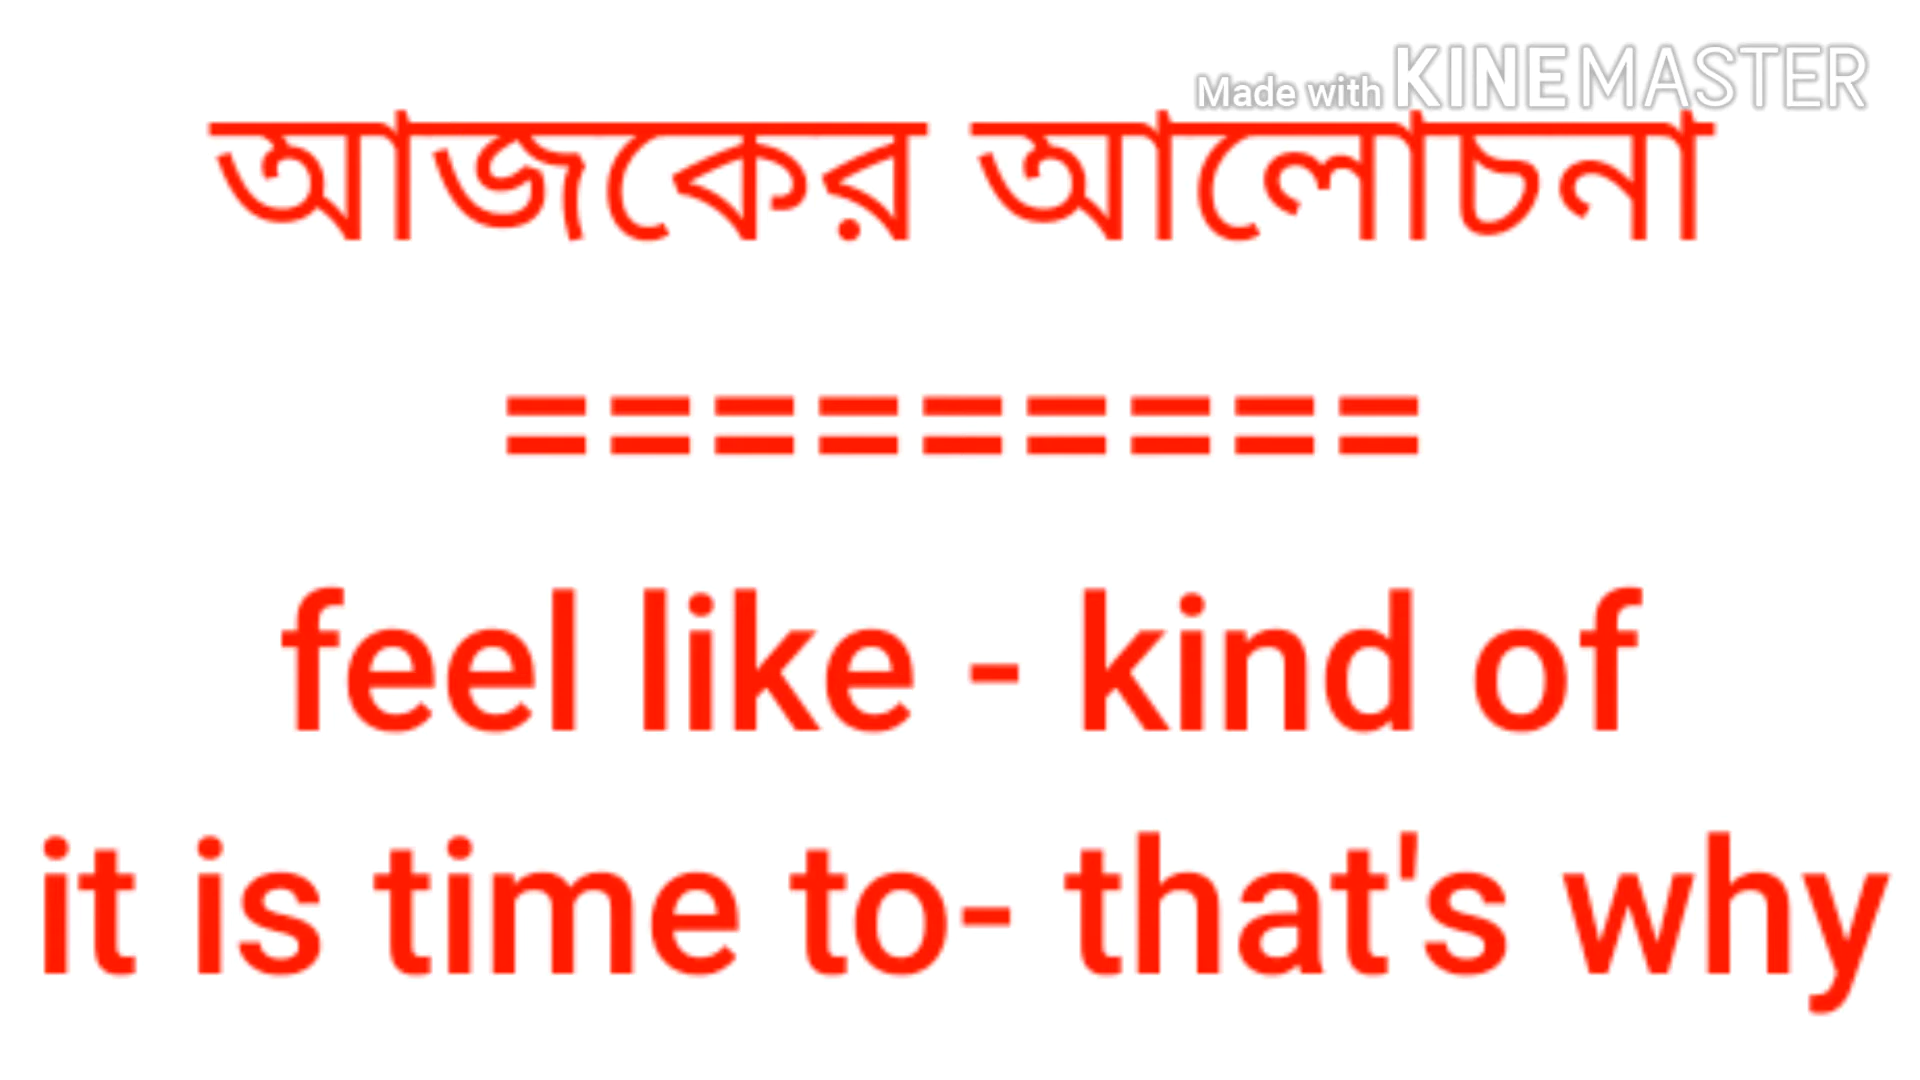 Made with KINEMASTER
আজকের আলোচনা
=========
feel like - kind of
it is time to- that's why